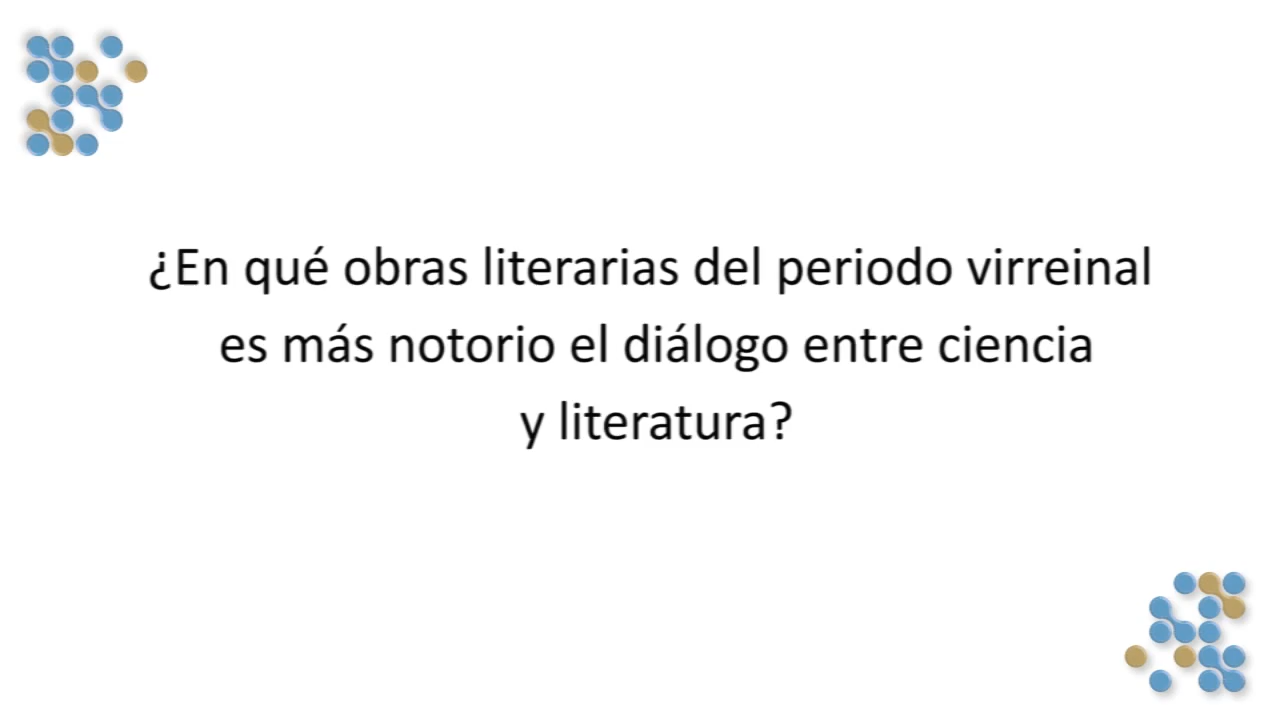 ¿En qué obras literarias del periodo virreinal
es más notorio el diálogo entre ciencia
y literatura?